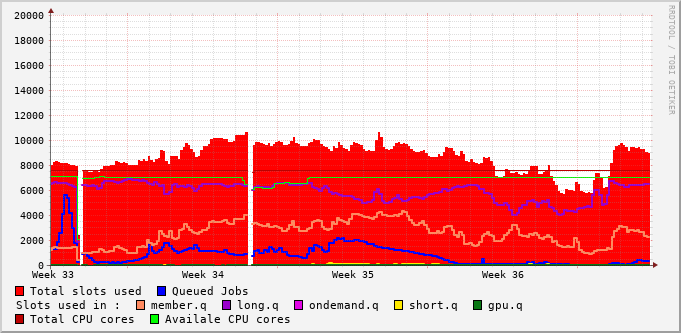 20000
18000
16000
14000
12000
10000
8000
6000
4000
2000
0
Week 33 Week 34 Week 35 Week 36
RRDTOOL / TOBI OETIKER
Total slots used Queued Jobs
Slots used in : member.q long.q ondemand.q short.q gpu.q
Total CPU cores Availale CPU cores